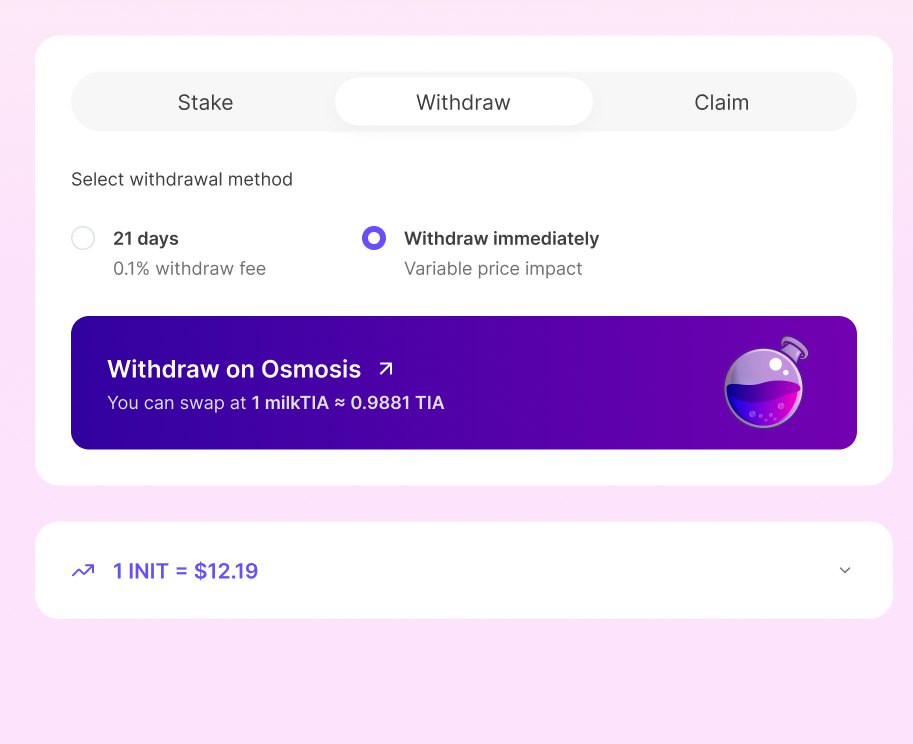 Stake Withdraw Claim
Select withdrawal method
21 days Withdraw immediately
0.1% withdraw fee Variable price impact
Withdraw on Osmosis
You can swap at 1 milkTIA ≈ 0.9881 TIA
1 INIT = $12.19